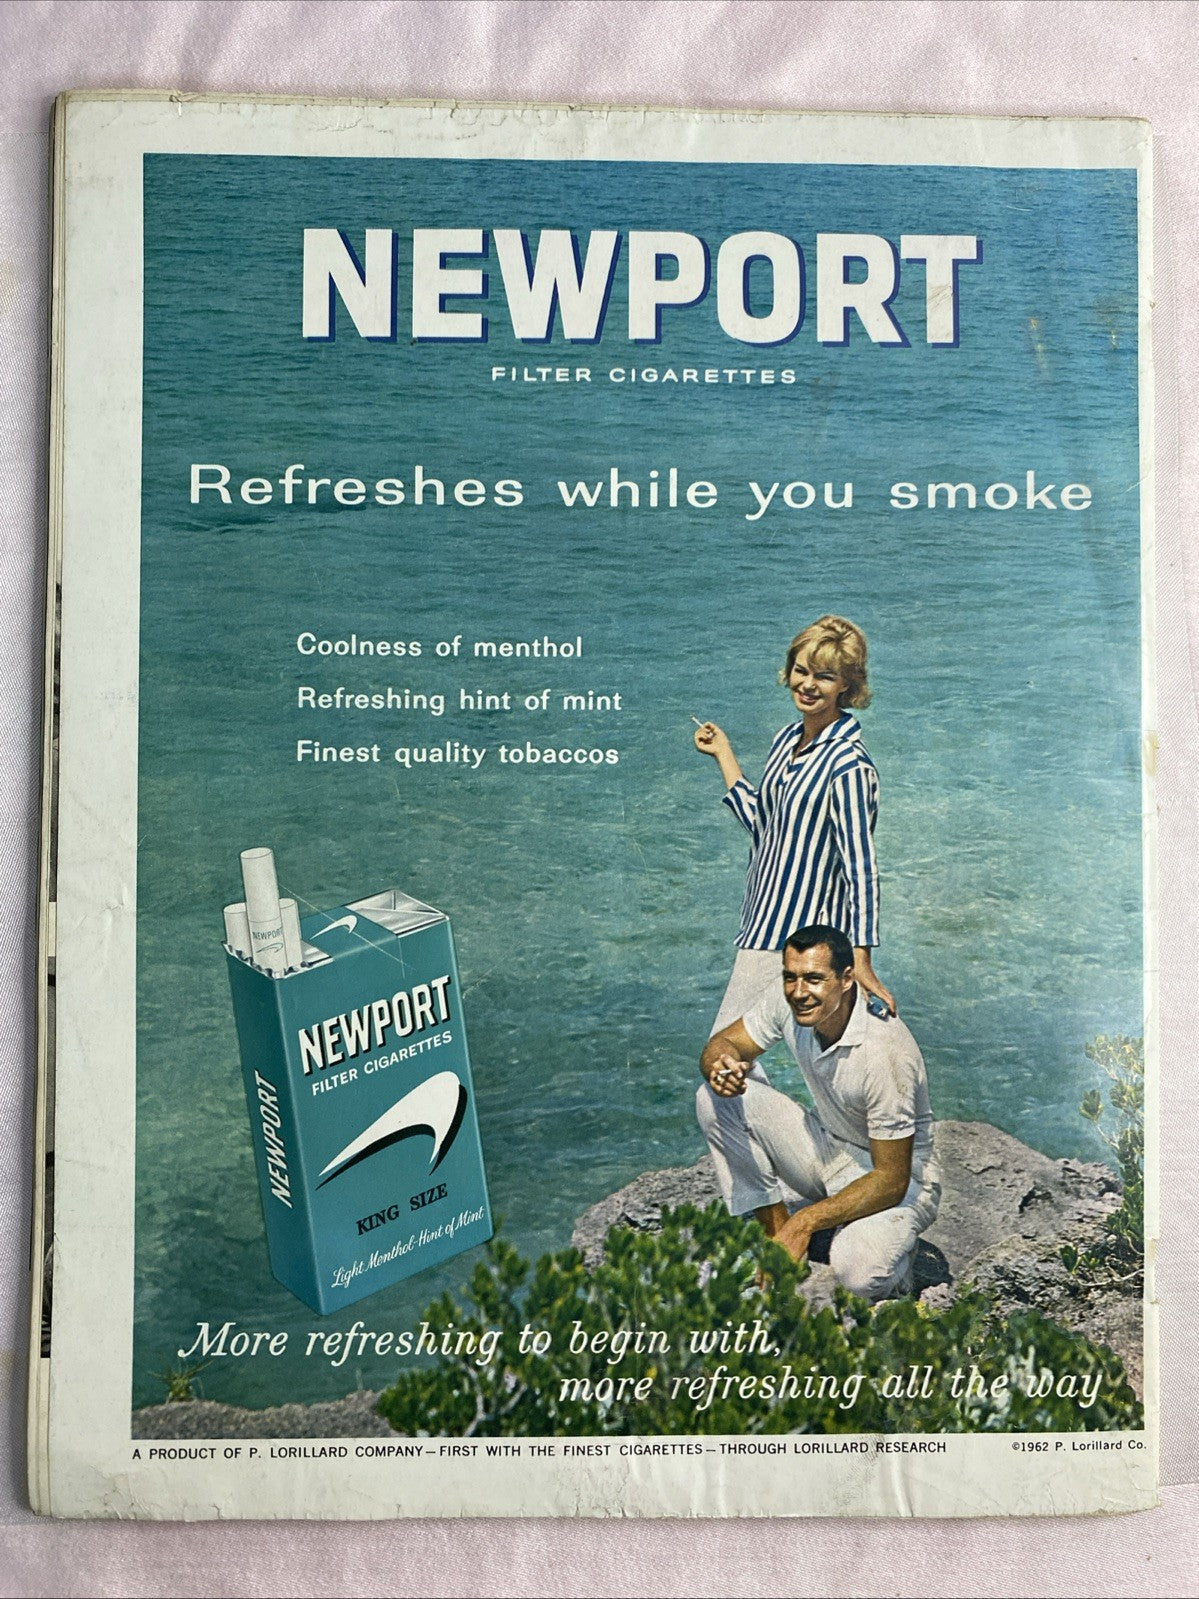 NEWPORT
FILTER CIGARETTES
Refreshes while you smoke
Coolness of menthol
Refreshing hint of mint
Finest quality tobaccos
NEWPORT
NEWPORT
FILTER CIGARETTES
NEWPORT
KING SIZE
Light Menthol-Hint of Mint
More refreshing to begin with,
more refreshing all the way
A PRODUCT OF P. LORILLARD COMPANY—FIRST WITH THE FINEST CIGARETTES—THROUGH LORILLARD RESEARCH
©1962 P. Lorillard Co.